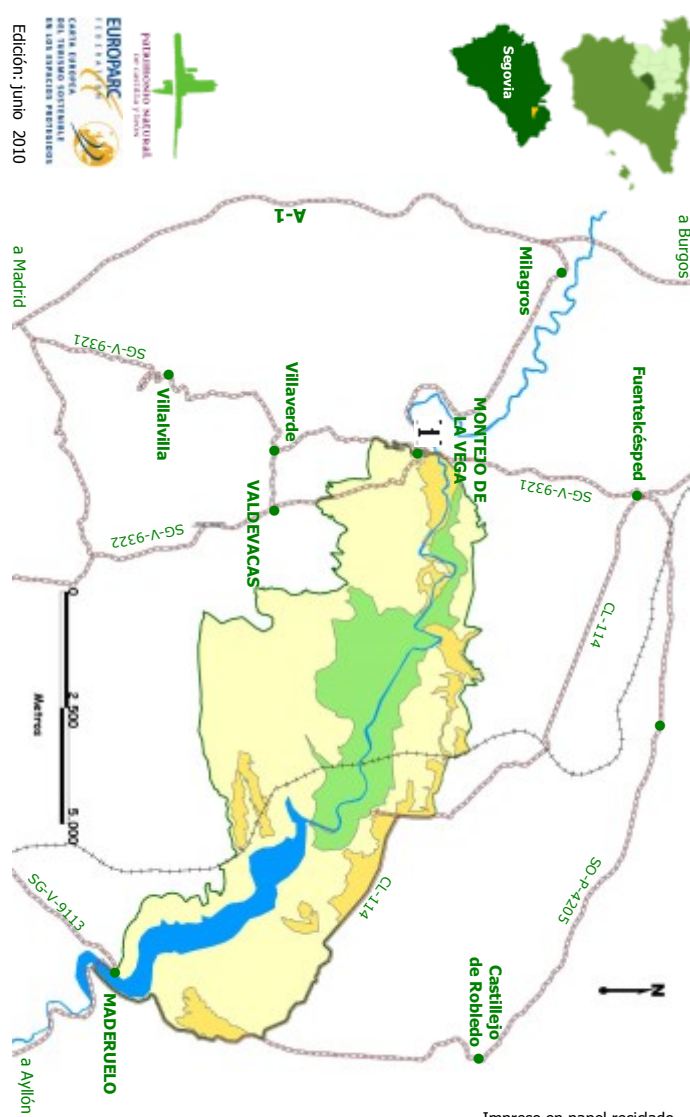 a Burgos
Segovia
PATRIMONIO NATURAL
de castilla y león
EUROPARC
CARTA EUROPEA
DEL TURISMO SOSTENIBLE
EN LOS ESPACIOS PROTEGIDOS
Edición: junio 2010
A-1
Milagros
a Madrid
SG-V-9321
Villalvilla
Villaverde
VALDEVACAS
SG-V-9322
MONTEJO DE
LA VEGA
Fuentelcésped
SG-V-9321
CL-114
SO-P-4205
CL-114
0
2.500
5.000
Metros
SG-V-9113
MADERUELO
a Ayllón
Castillejo
de Robledo
N
Impreso en papel reciclado